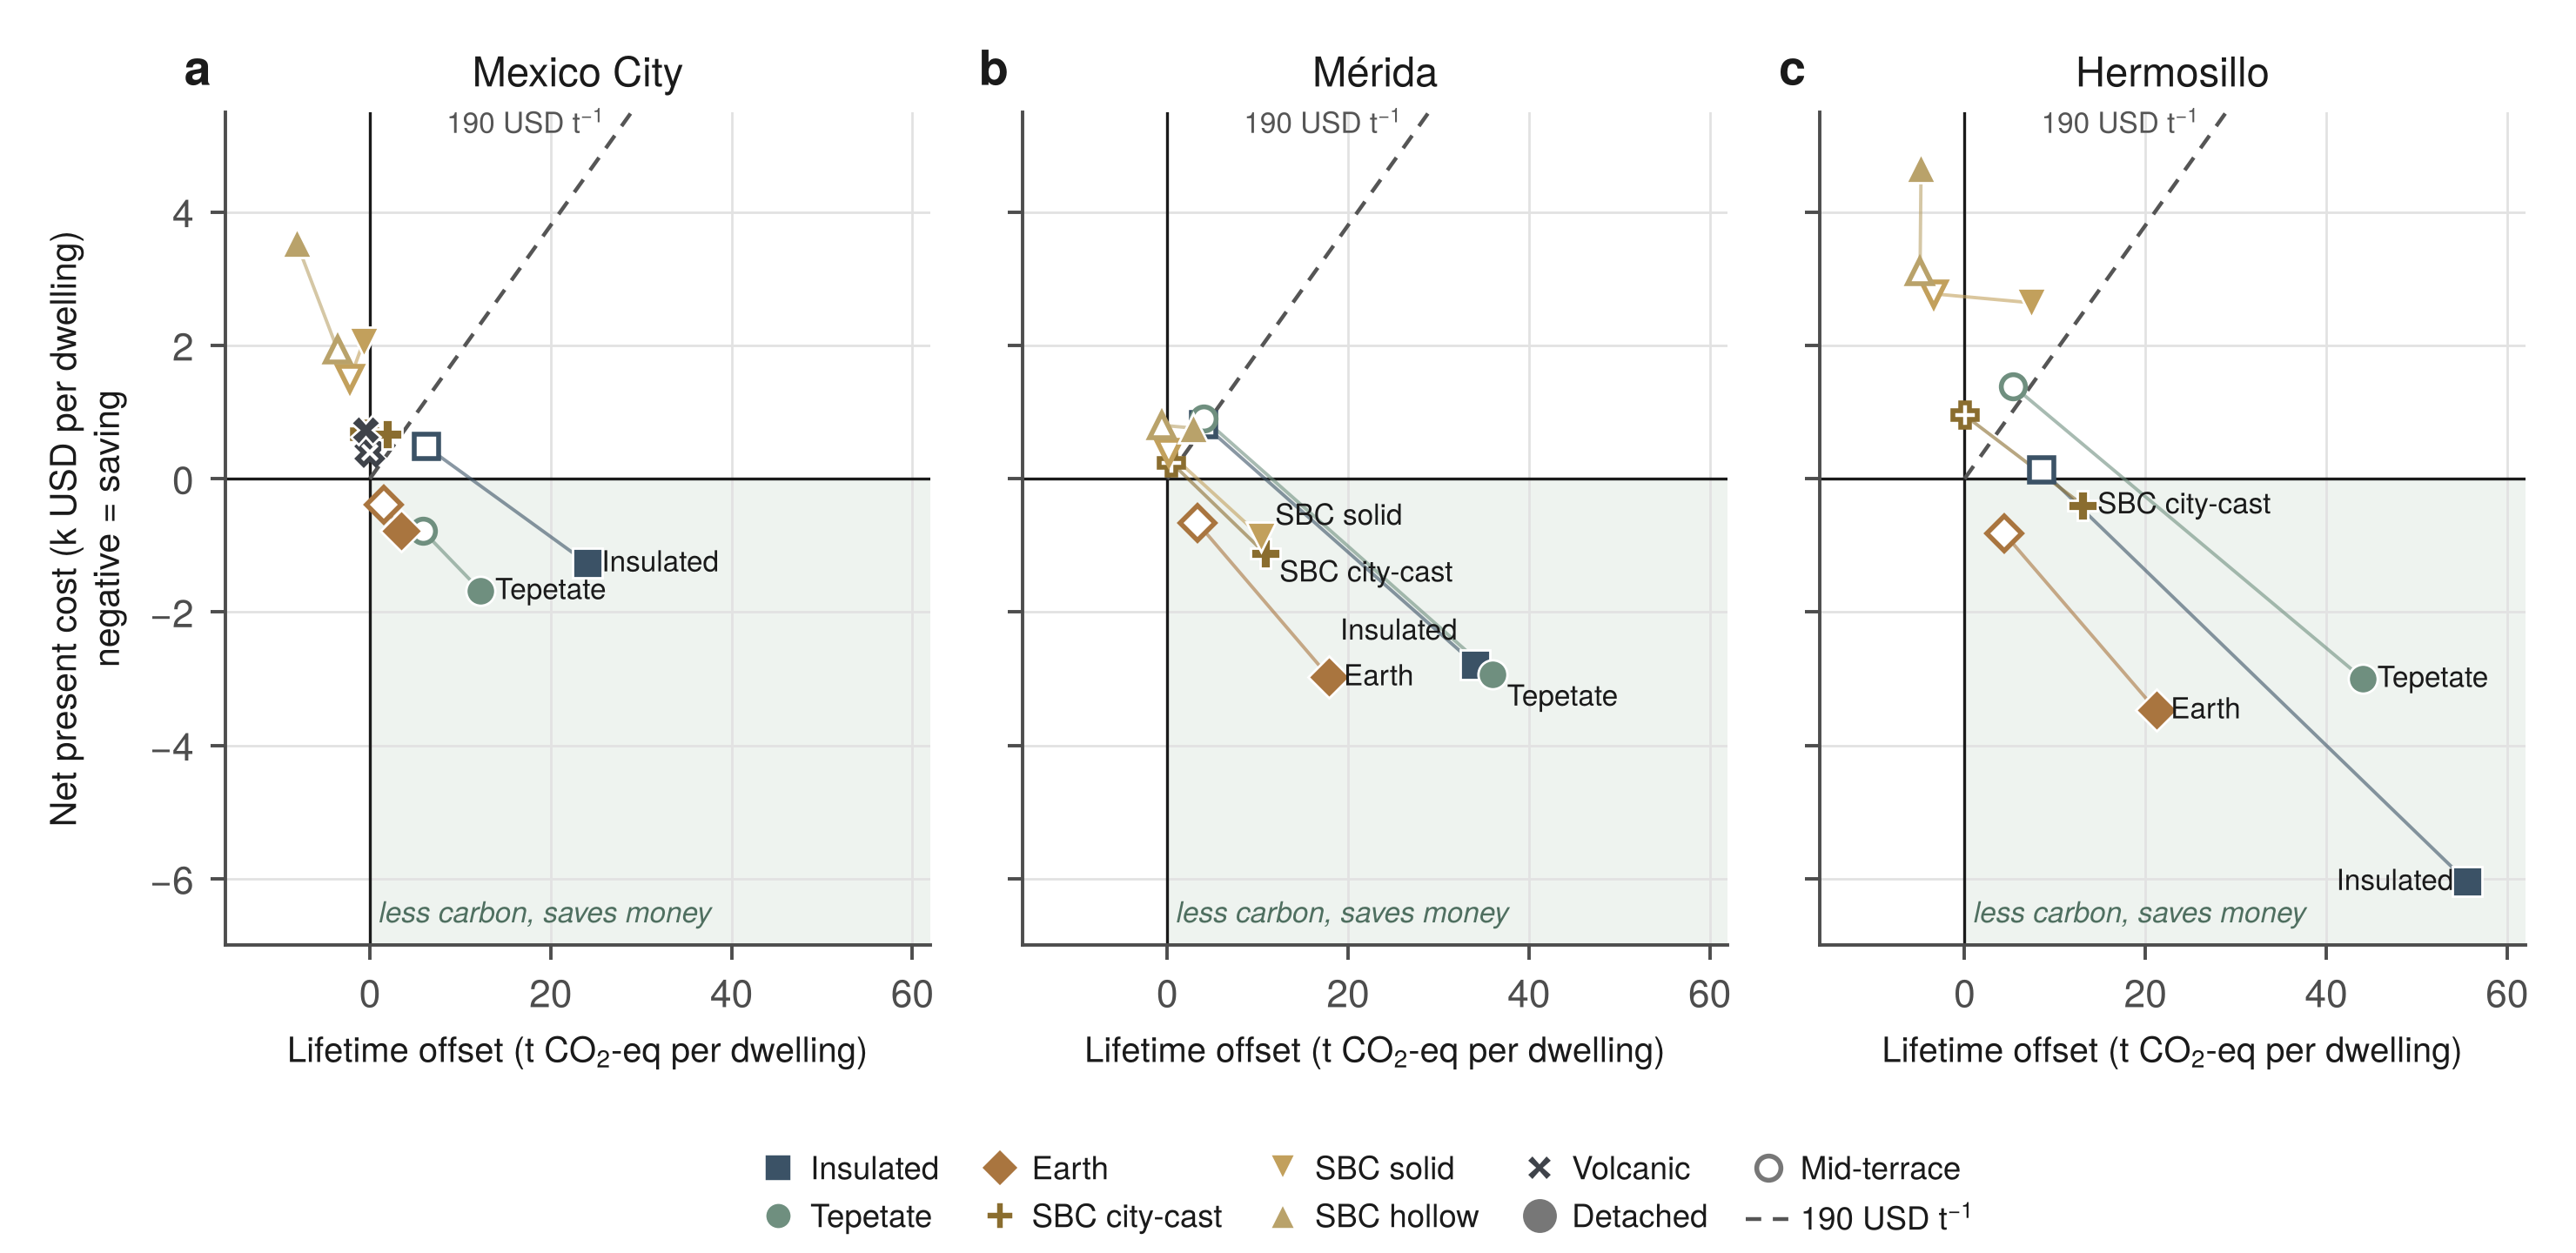 a
Mexico City
b
Mérida
c
Hermosillo
190 USD t⁻¹
190 USD t⁻¹
190 USD t⁻¹
Net present cost (k USD per dwelling)
negative = saving
4
2
0
−2
−4
−6
Insulated
Tepetate
less carbon, saves money
SBC solid
SBC city-cast
Insulated
Earth
Tepetate
less carbon, saves money
SBC city-cast
Tepetate
Earth
Insulated
less carbon, saves money
0 20 40 60
0 20 40 60
0 20 40 60
Lifetime offset (t CO₂-eq per dwelling)
Lifetime offset (t CO₂-eq per dwelling)
Lifetime offset (t CO₂-eq per dwelling)
Insulated Earth SBC solid Volcanic Mid-terrace
Tepetate SBC city-cast SBC hollow Detached 190 USD t⁻¹